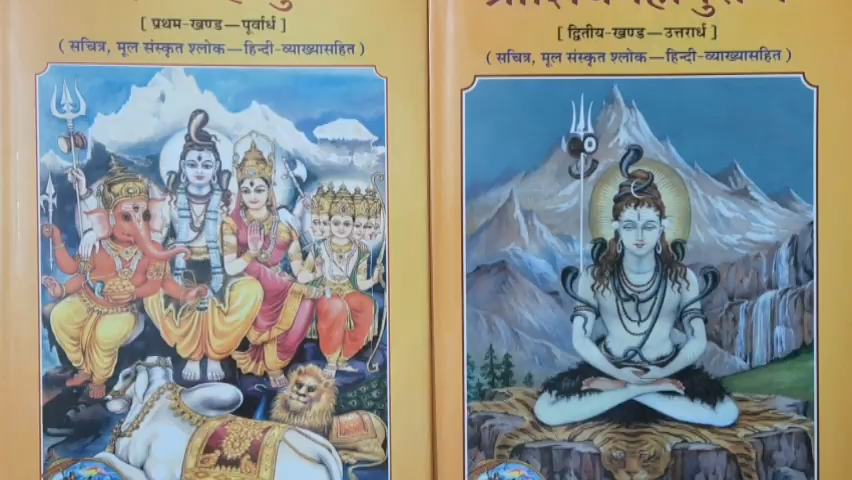 [ प्रथम-खण्ड—पूर्वार्ध ]
( सचित्र, मूल संस्कृत श्लोक—हिन्दी-व्याख्यासहित )
[ द्वितीय-खण्ड—उत्तरार्ध ]
( सचित्र, मूल संस्कृत श्लोक—हिन्दी-व्याख्यासहित )